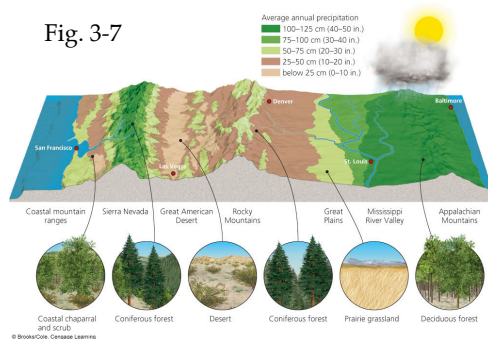 Fig. 3-7
Average annual precipitation
100–125 cm (40–50 in.)
75–100 cm (30–40 in.)
50–75 cm (20–30 in.)
25–50 cm (10–20 in.)
below 25 cm (0–10 in.)
Denver
Baltimore
San Francisco
Las Vegas
St. Louis
Coastal mountain
ranges
Sierra Nevada
Great American
Desert
Rocky
Mountains
Great
Plains
Mississippi
River Valley
Appalachian
Mountains
Coastal chaparral
and scrub
Coniferous forest
Desert
Coniferous forest
Prairie grassland
Deciduous forest
© Brooks/Cole, Cengage Learning